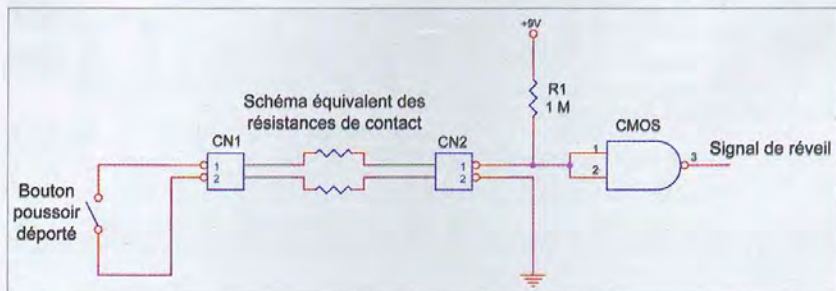 +9V
R1
1 M
Schéma équivalent des
résistances de contact
CMOS
CN1
CN2
1
2
1
2
1
2
3
Signal de réveil
Bouton
poussoir
déporté